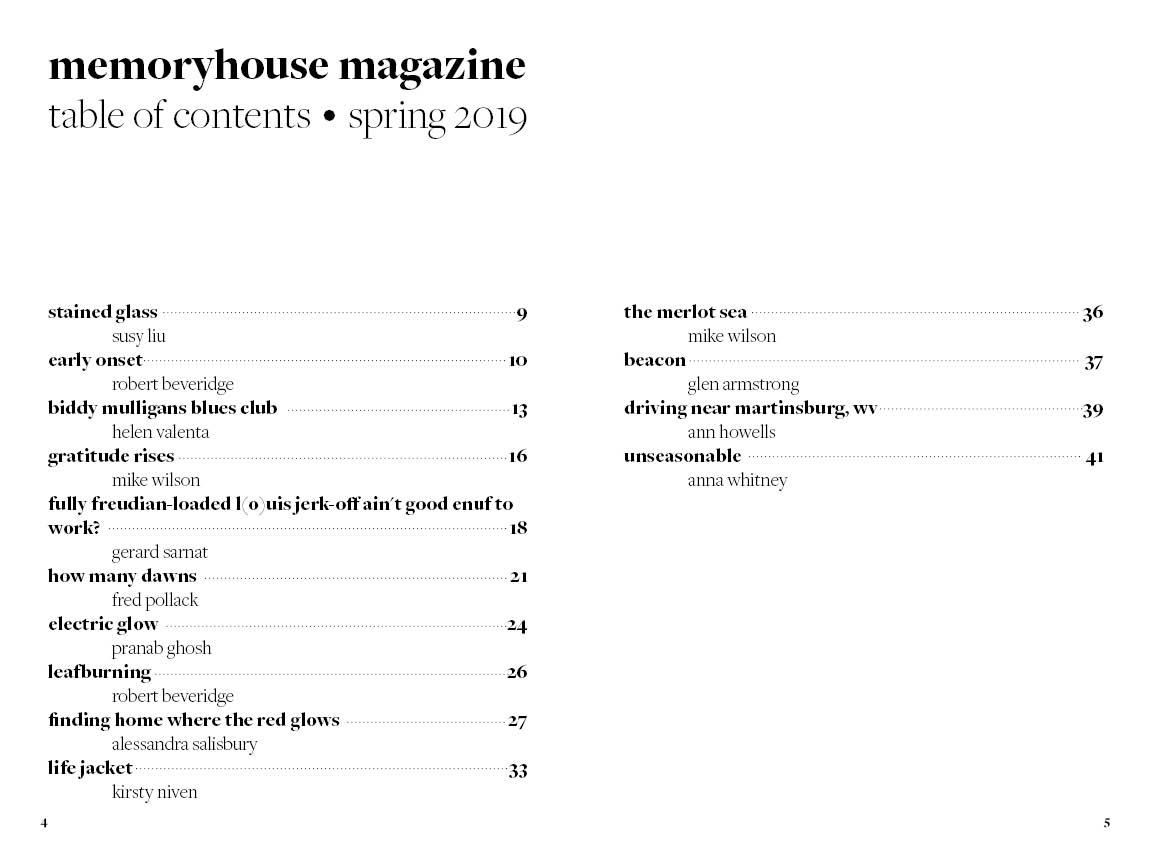 memoryhouse magazine
table of contents • spring 2019
stained glass 9
susy liu
early onset 10
robert beveridge
biddy mulligans blues club 13
helen valenta
gratitude rises 16
mike wilson
fully freudian-loaded l(o)uis jerk-off ain't good enuf to
work? 18
gerard sarnat
how many dawns 21
fred pollack
electric glow 24
pranab ghosh
leafburning 26
robert beveridge
finding home where the red glows 27
alessandra salisbury
life jacket 33
kirsty niven
4
the merlot sea 36
mike wilson
beacon 37
glen armstrong
driving near martinsburg, wv 39
ann howells
unseasonable 41
anna whitney
5